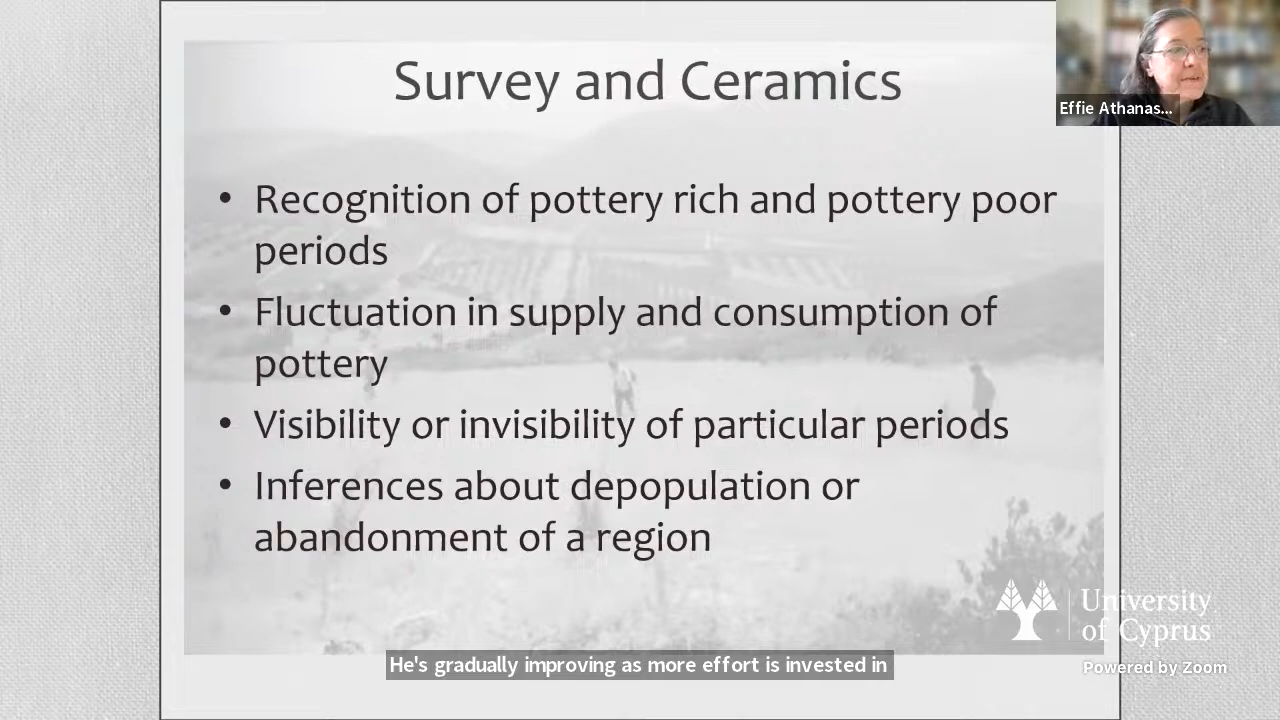 Survey and Ceramics
Effie Athanas...
• Recognition of pottery rich and pottery poor
periods
• Fluctuation in supply and consumption of
pottery
• Visibility or invisibility of particular periods
• Inferences about depopulation or
abandonment of a region
University
of Cyprus
He's gradually improving as more effort is invested in
Powered by Zoom